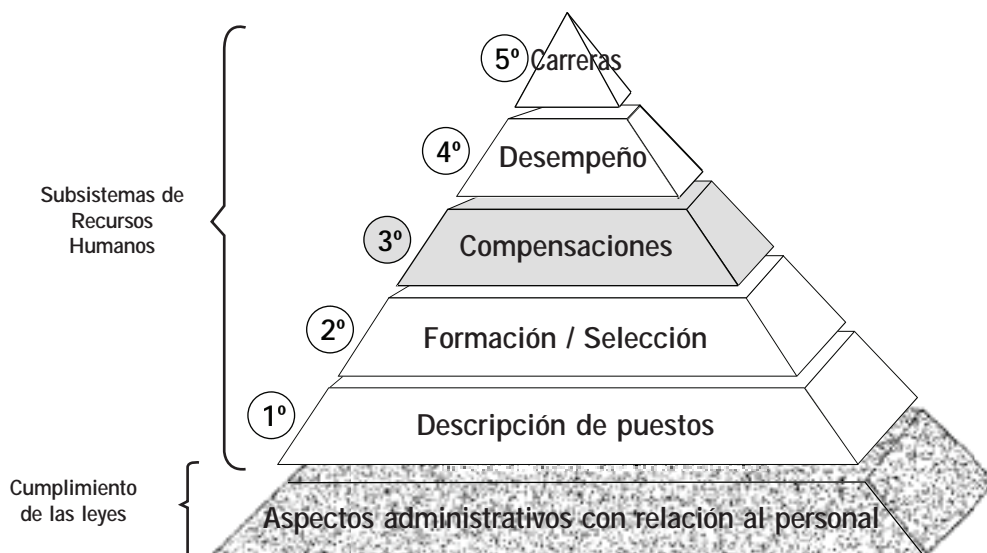 5º Carreras
4º Desempeño
Subsistemas de
Recursos
Humanos
3º Compensaciones
2º Formación / Selección
1º Descripción de puestos
Cumplimiento
de las leyes
Aspectos administrativos con relación al personal